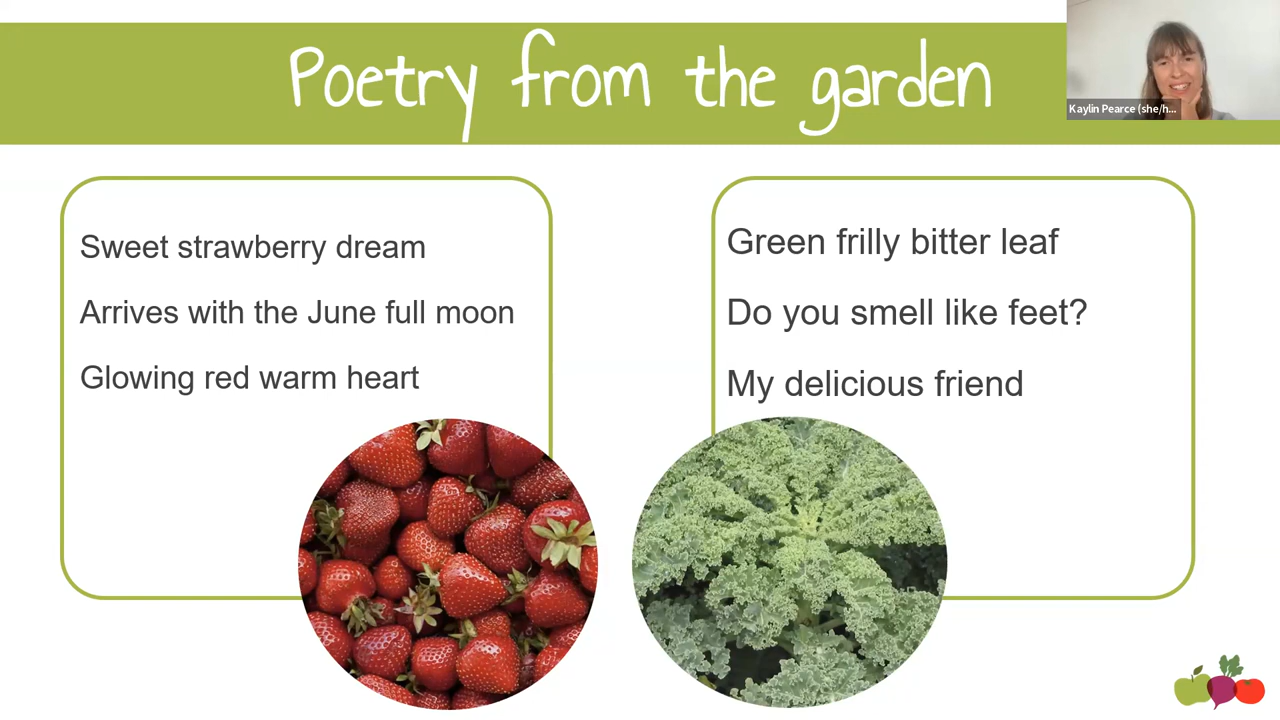 Poetry from the garden
Kaylin Pearce (she/h...
Sweet strawberry dream
Arrives with the June full moon
Glowing red warm heart
Green frilly bitter leaf
Do you smell like feet?
My delicious friend